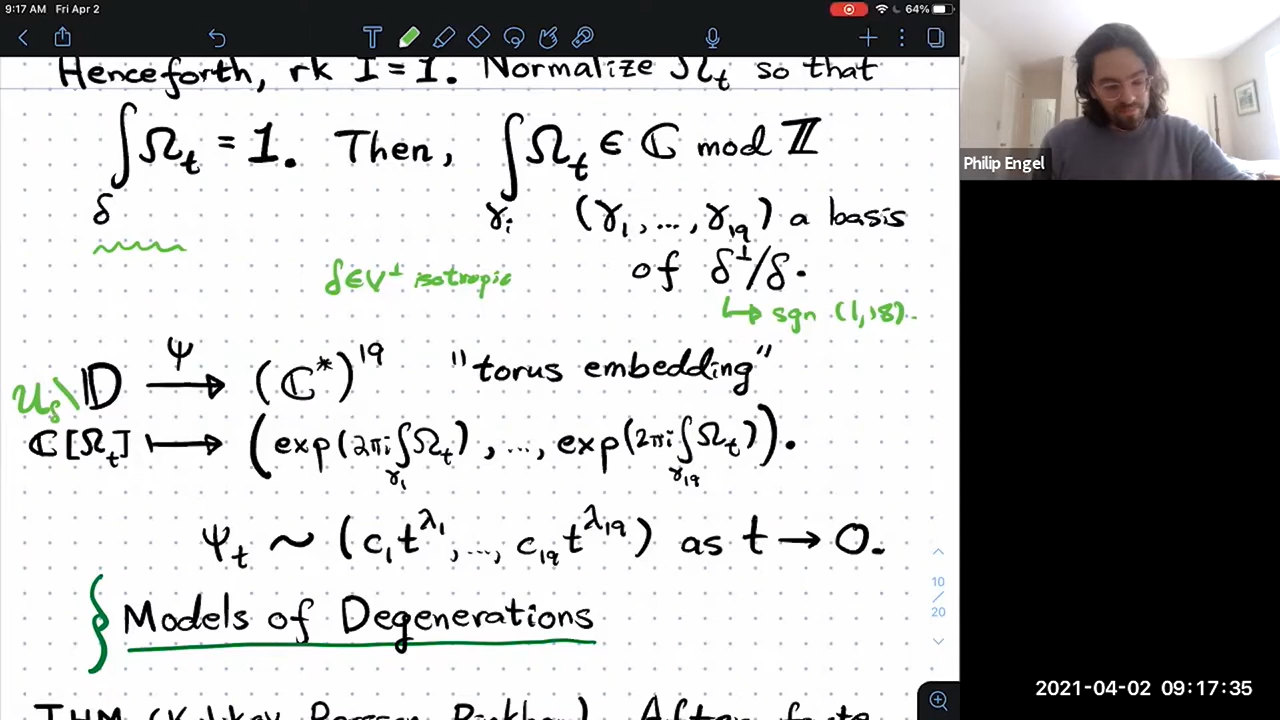 9:17 AM Fri Apr 2 64%
Henceforth, rk I = 1. Normalize Ω_t so that
∫_δ Ω_t = 1. Then, ∫_{γ_i} Ω_t ∈ ℂ mod ℤ
(γ_1, ..., γ_19) a basis
of δ^⊥/δ.
δ ∈ V^⊥ isotropic
↳ sgn (1,18).
U_δ\𝔻 —ψ→ (ℂ*)^19 "torus embedding"
ℂ[Ω_t] ↦ (exp(2πi∫_{γ_1}Ω_t), ..., exp(2πi∫_{γ_19}Ω_t)).
ψ_t ~ (c_1 t^{λ_1}, ..., c_19 t^{λ_19}) as t → 0.
Models of Degenerations
10 / 20
Philip Engel
2021-04-02 09:17:35